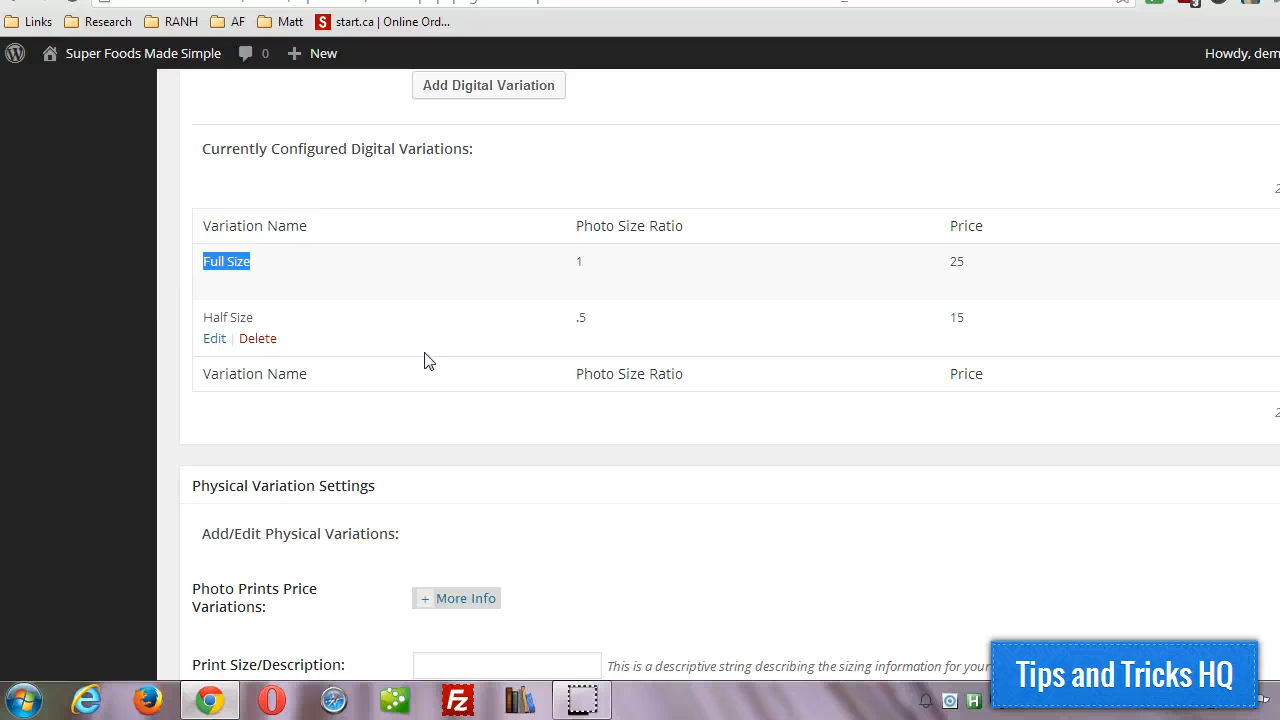 Links Research RANH AF Matt S start.ca | Online Ord...
Super Foods Made Simple 0 New Howdy, dem
Add Digital Variation
Currently Configured Digital Variations:
2
Variation Name Photo Size Ratio Price
Full Size 1 25
Half Size .5 15
Edit | Delete
Variation Name Photo Size Ratio Price
2
Physical Variation Settings
Add/Edit Physical Variations:
Photo Prints Price
Variations:
+ More Info
Print Size/Description: This is a descriptive string describing the sizing information for your
Tips and Tricks HQ